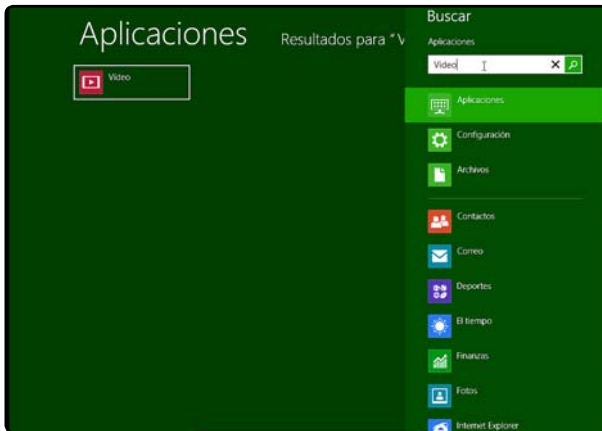 Aplicaciones
Resultados para "V
Video
Buscar
Aplicaciones
Video
Aplicaciones
Configuración
Archivos
Contactos
Correo
Deportes
El tiempo
Finanzas
Fotos
Internet Explorer